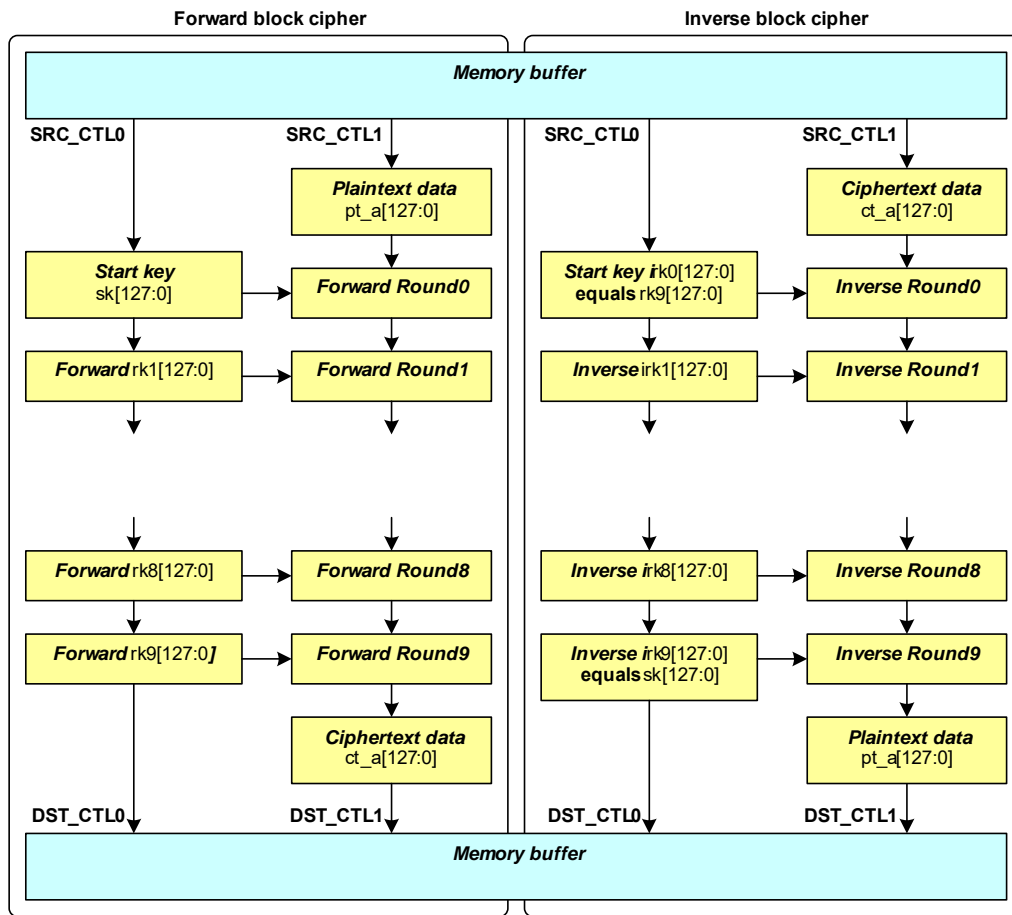 Forward block cipher
Inverse block cipher
Memory buffer
SRC_CTL0
SRC_CTL1
SRC_CTL0
SRC_CTL1
Plaintext data
pt_a[127:0]
Ciphertext data
ct_a[127:0]
Start key
sk[127:0]
Forward Round0
Start key irk0[127:0]
equals rk9[127:0]
Inverse Round0
Forward rk1[127:0]
Forward Round1
Inverse irk1[127:0]
Inverse Round1
Forward rk8[127:0]
Forward Round8
Inverse irk8[127:0]
Inverse Round8
Forward rk9[127:0]
Forward Round9
Inverse irk9[127:0]
equals sk[127:0]
Inverse Round9
Ciphertext data
ct_a[127:0]
Plaintext data
pt_a[127:0]
DST_CTL0
DST_CTL1
DST_CTL0
DST_CTL1
Memory buffer